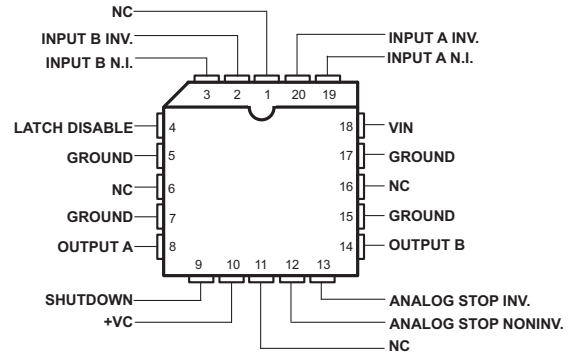 NC
INPUT B INV.
INPUT A INV.
INPUT B N.I.
INPUT A N.I.
3 2 1 20 19
LATCH DISABLE 4
18 VIN
GROUND 5
17 GROUND
NC 6
16 NC
GROUND 7
15 GROUND
OUTPUT A 8
14 OUTPUT B
9 10 11 12 13
SHUTDOWN
ANALOG STOP INV.
+VC
ANALOG STOP NONINV.
NC